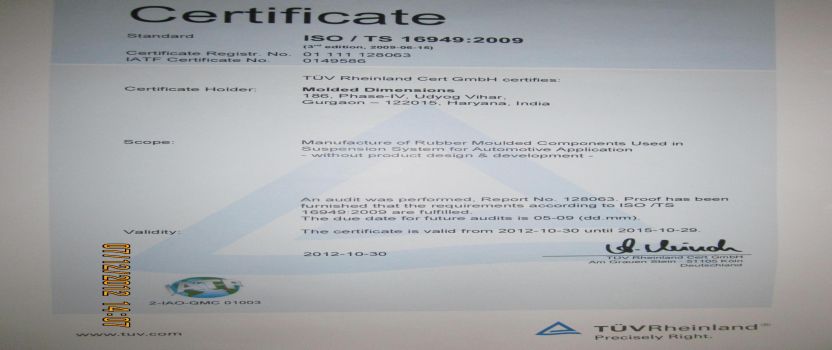 Certificate
Standard ISO / TS 16949:2009
(3rd edition, 2009-06-15)
Certificate Registr. No. 01 111 128063
IATF Certificate No. 0149586
TÜV Rheinland Cert GmbH certifies:
Certificate Holder: Molded Dimensions
186, Phase-IV, Udyog Vihar,
Gurgaon – 122015, Haryana, India
Scope: Manufacture of Rubber Moulded Components Used in
Suspension System for Automotive Application
- without product design & development -
An audit was performed, Report No. 128063. Proof has been
furnished that the requirements according to ISO /TS
16949:2009 are fulfilled.
The due date for future audits is 05-09 (dd.mm).
Validity: The certificate is valid from 2012-10-30 until 2015-10-29.
2012-10-30
TÜV Rheinland Cert GmbH
Am Grauen Stein - 51105 Köln
Deutschland
2-IAO-QMC 01003
www.tuv.com
TÜVRheinland®
Precisely Right.
07/12/2012 14:07